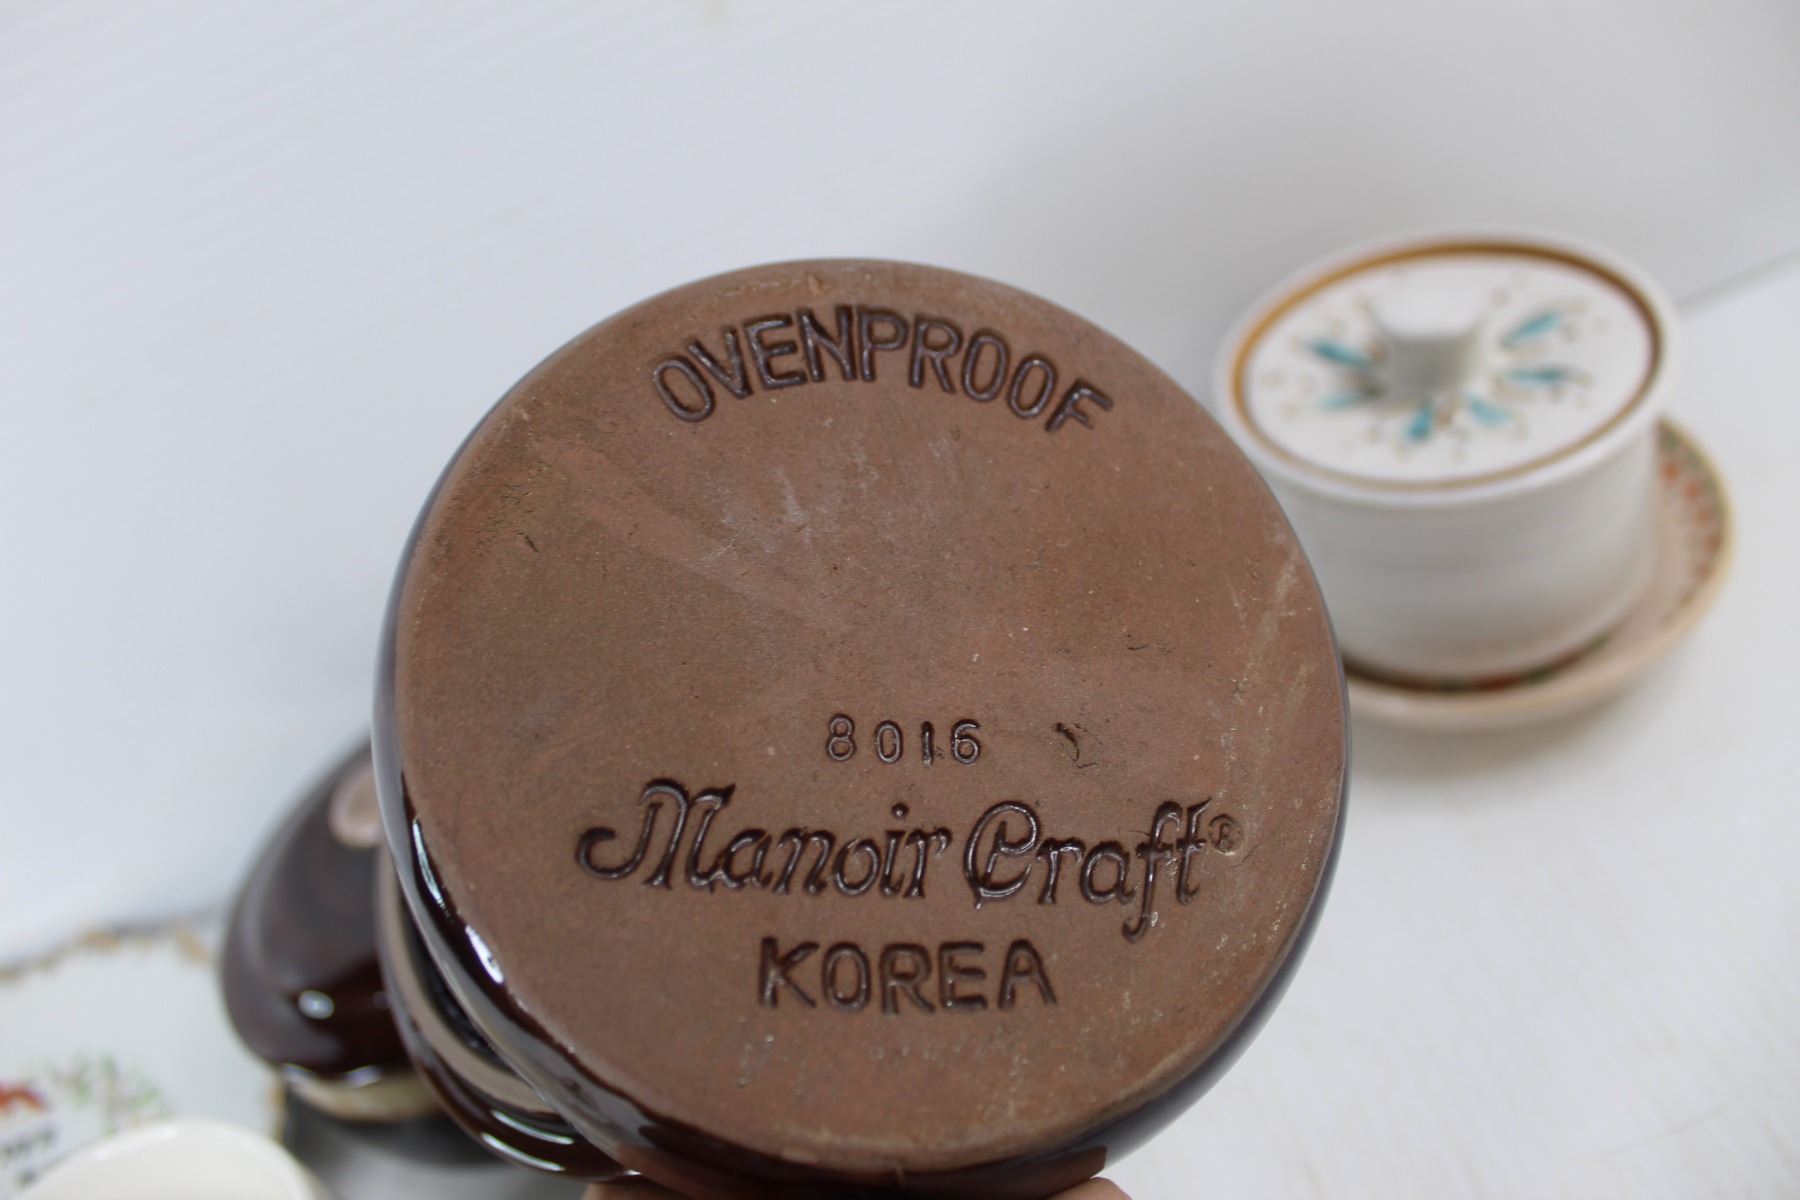 OVENPROOF
8016
Manoir Craft®
KOREA